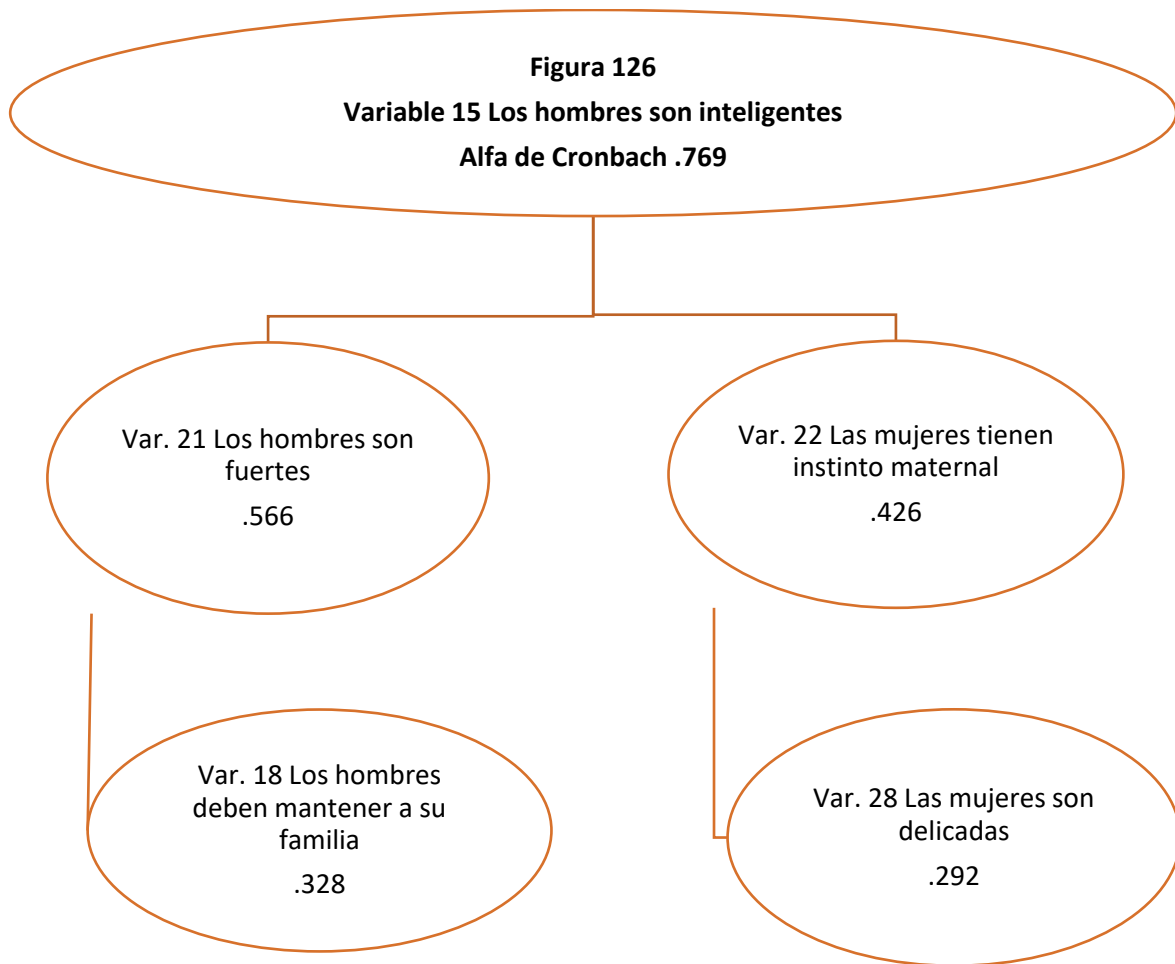 Figura 126
Variable 15 Los hombres son inteligentes
Alfa de Cronbach .769
Var. 21 Los hombres son
fuertes
.566
Var. 22 Las mujeres tienen
instinto maternal
.426
Var. 18 Los hombres
deben mantener a su
familia
.328
Var. 28 Las mujeres son
delicadas
.292